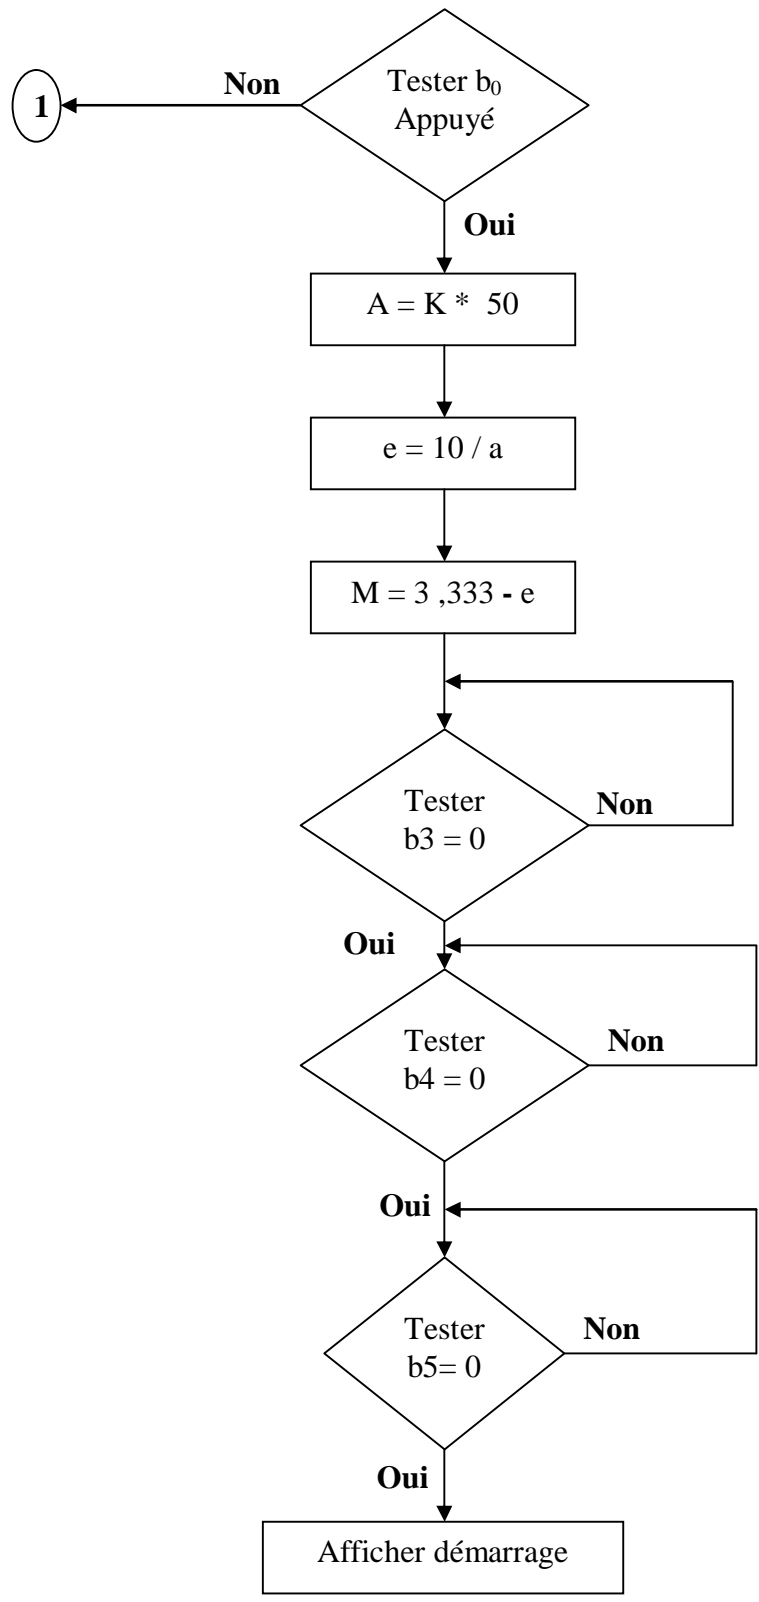 Tester b₀
Appuyé
Non
1
Oui
A = K * 50
e = 10 / a
M = 3 ,333 - e
Tester
b3 = 0
Non
Oui
Tester
b4 = 0
Non
Oui
Tester
b5= 0
Non
Oui
Afficher démarrage